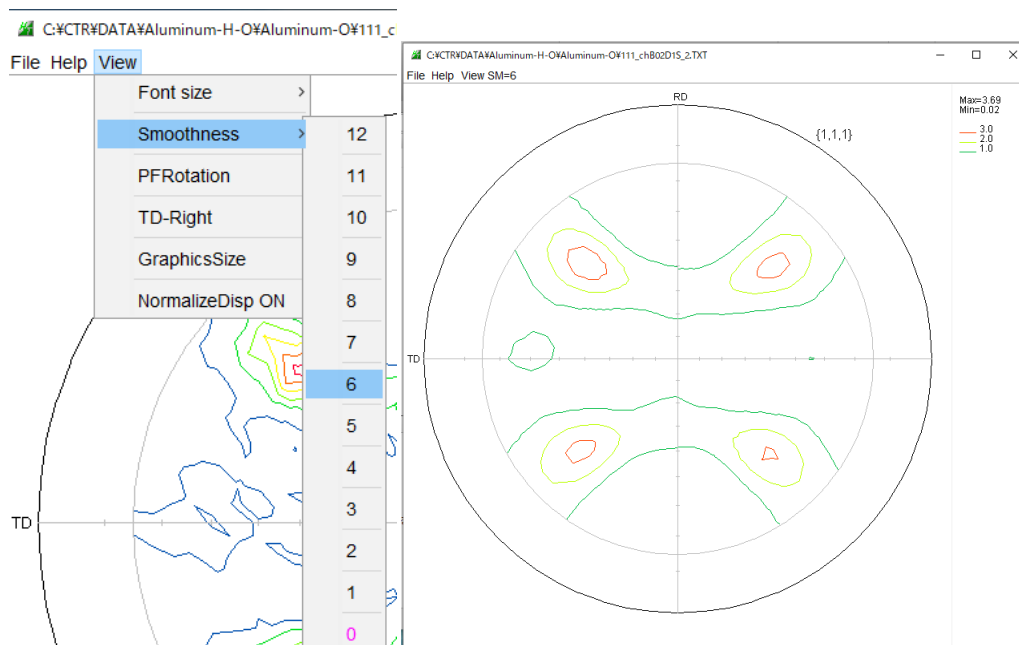 C:¥CTR¥DATA¥Aluminum-H-O¥Aluminum-O¥111_c
File Help View
Font size
Smoothness
PFRotation
TD-Right
GraphicsSize
NormalizeDisp ON
12
11
10
9
8
7
6
5
4
3
2
1
0
TD
C:¥CTR¥DATA¥Aluminum-H-O¥Aluminum-O¥111_chB02D1S_2.TXT
File Help View SM=6
RD
{1,1,1}
Max=3.69
Min=0.02
3.0
2.0
1.0
TD